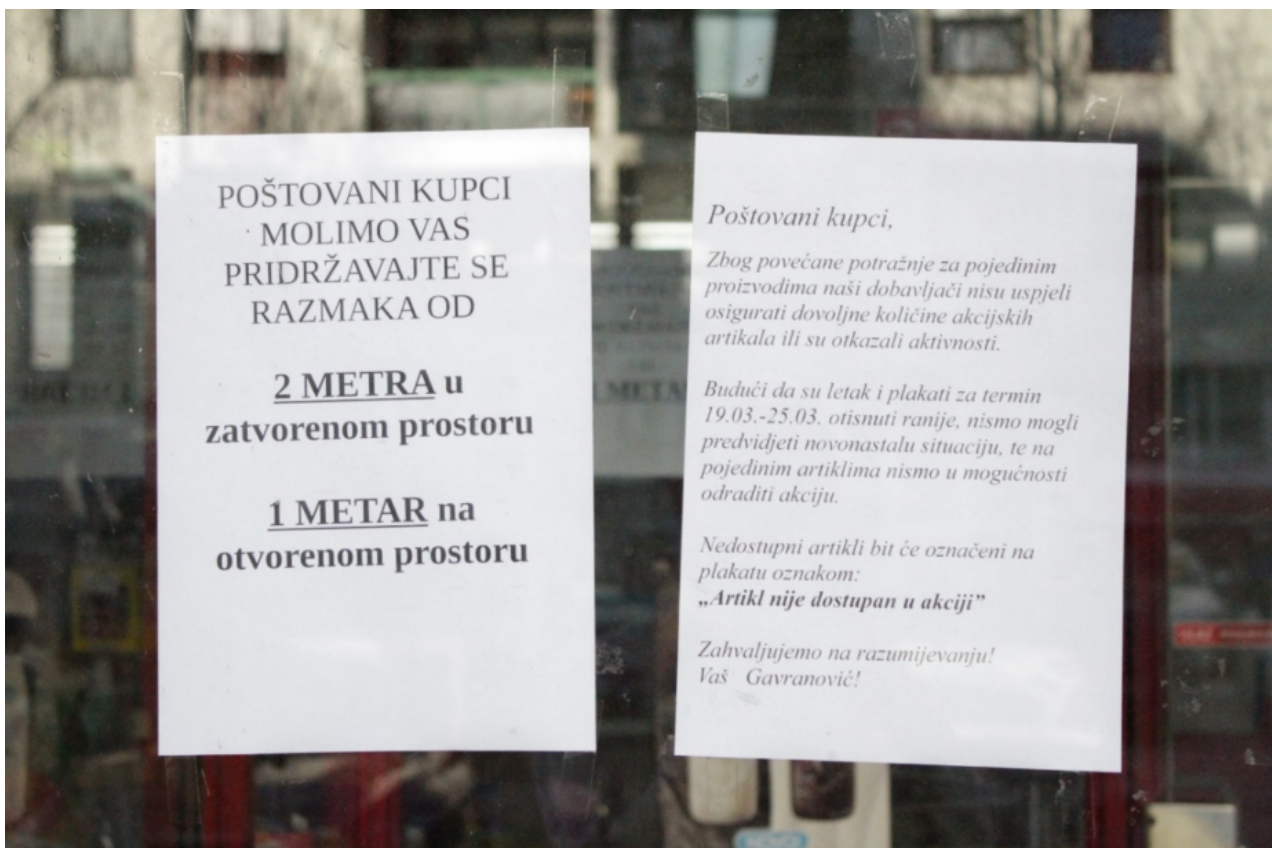 POŠTOVANI KUPCI
MOLIMO VAS
PRIDRŽAVAJTE SE
RAZMAKA OD
2 METRA u
zatvorenom prostoru
1 METAR na
otvorenom prostoru
Poštovani kupci,
Zbog povećane potražnje za pojedinim
proizvodima naši dobavljači nisu uspjeli
osigurati dovoljne količine akcijskih
artikala ili su otkazali aktivnosti.
Budući da su letak i plakati za termin
19.03.-25.03. otisnuti ranije, nismo mogli
predvidjeti novonastalu situaciju, te na
pojedinim artiklima nismo u mogućnosti
odraditi akciju.
Nedostupni artikli bit će označeni na
plakatu oznakom:
„Artikl nije dostupan u akciji”
Zahvaljujemo na razumijevanju!
Vaš Gavranović!